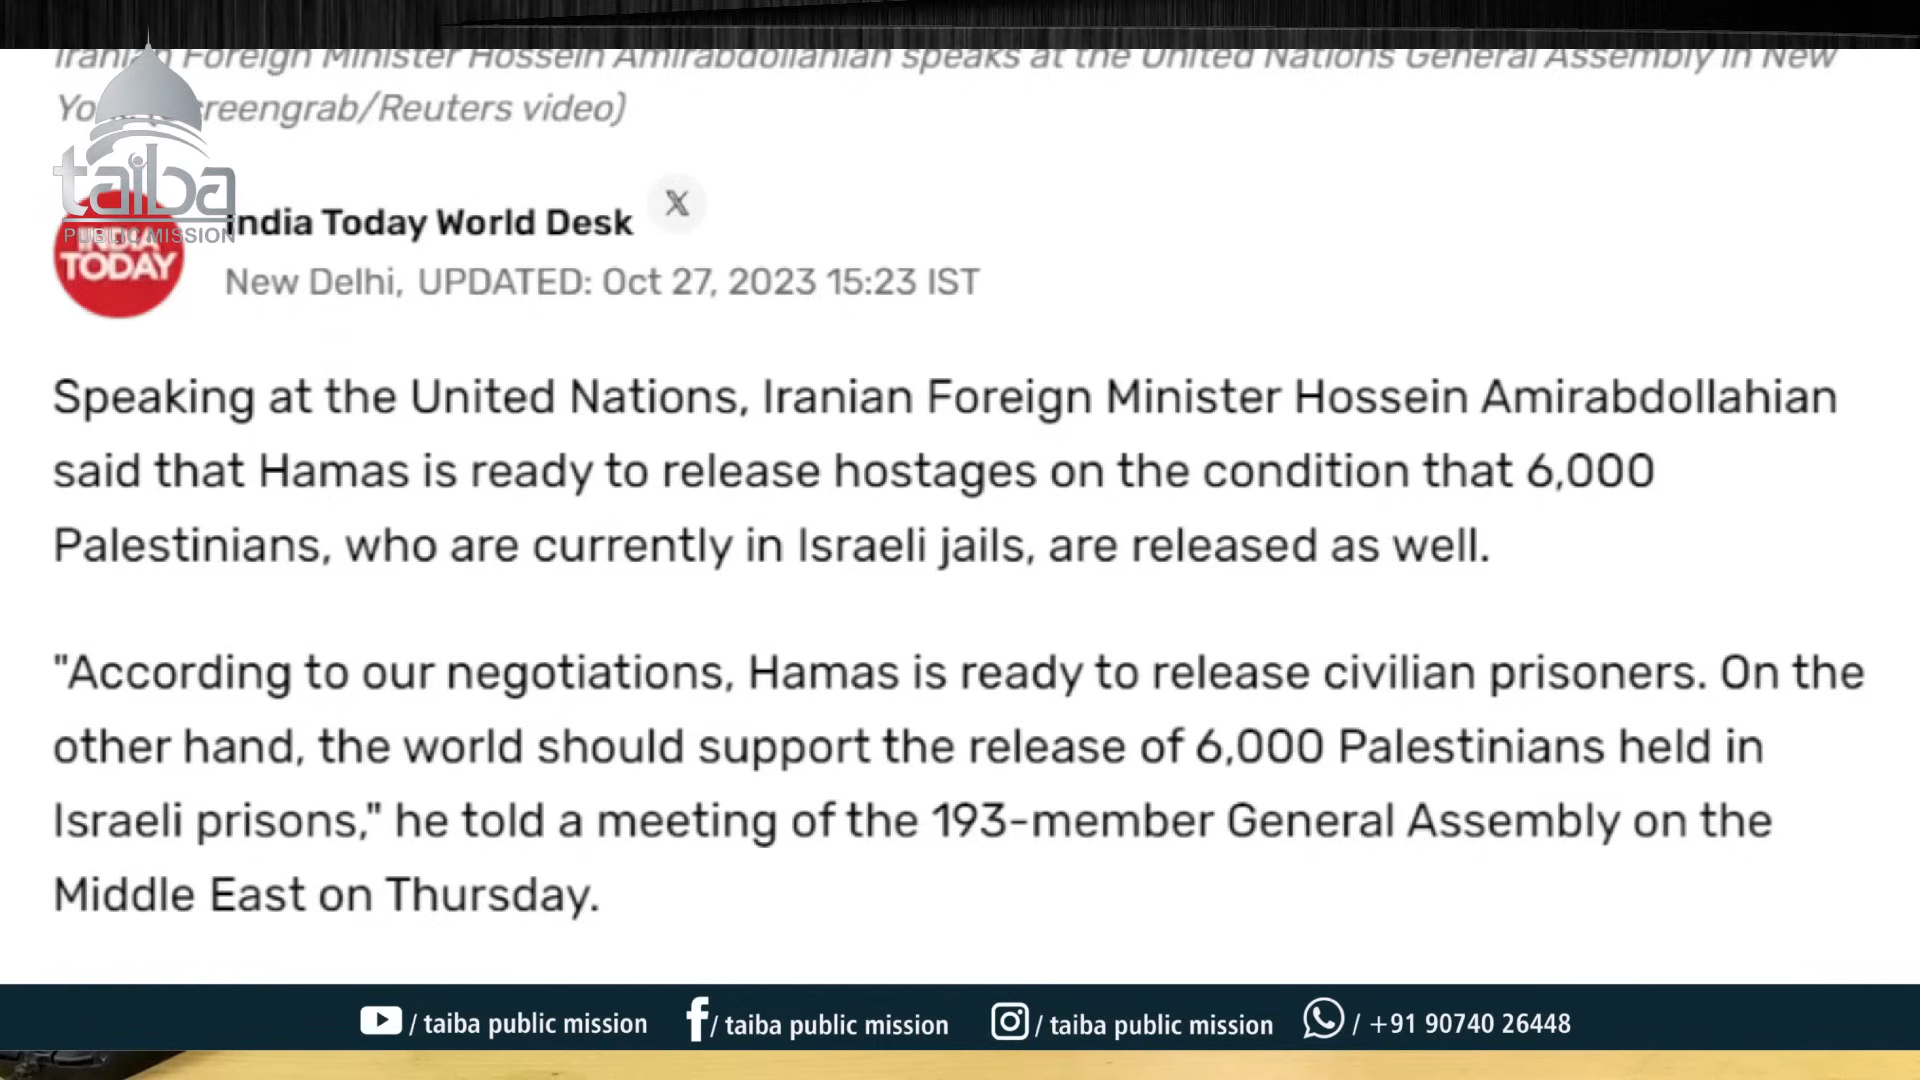 Iranian Foreign Minister Hossein Amirabdollahian speaks at the United Nations General Assembly in New
creengrab/Reuters video)
taiba
PUBLIC MISSION
INDIA
TODAY
India Today World Desk
New Delhi, UPDATED: Oct 27, 2023 15:23 IST
Speaking at the United Nations, Iranian Foreign Minister Hossein Amirabdollahian
said that Hamas is ready to release hostages on the condition that 6,000
Palestinians, who are currently in Israeli jails, are released as well.
"According to our negotiations, Hamas is ready to release civilian prisoners. On the
other hand, the world should support the release of 6,000 Palestinians held in
Israeli prisons," he told a meeting of the 193-member General Assembly on the
Middle East on Thursday.
/ taiba public mission / taiba public mission / taiba public mission / +91 90740 26448